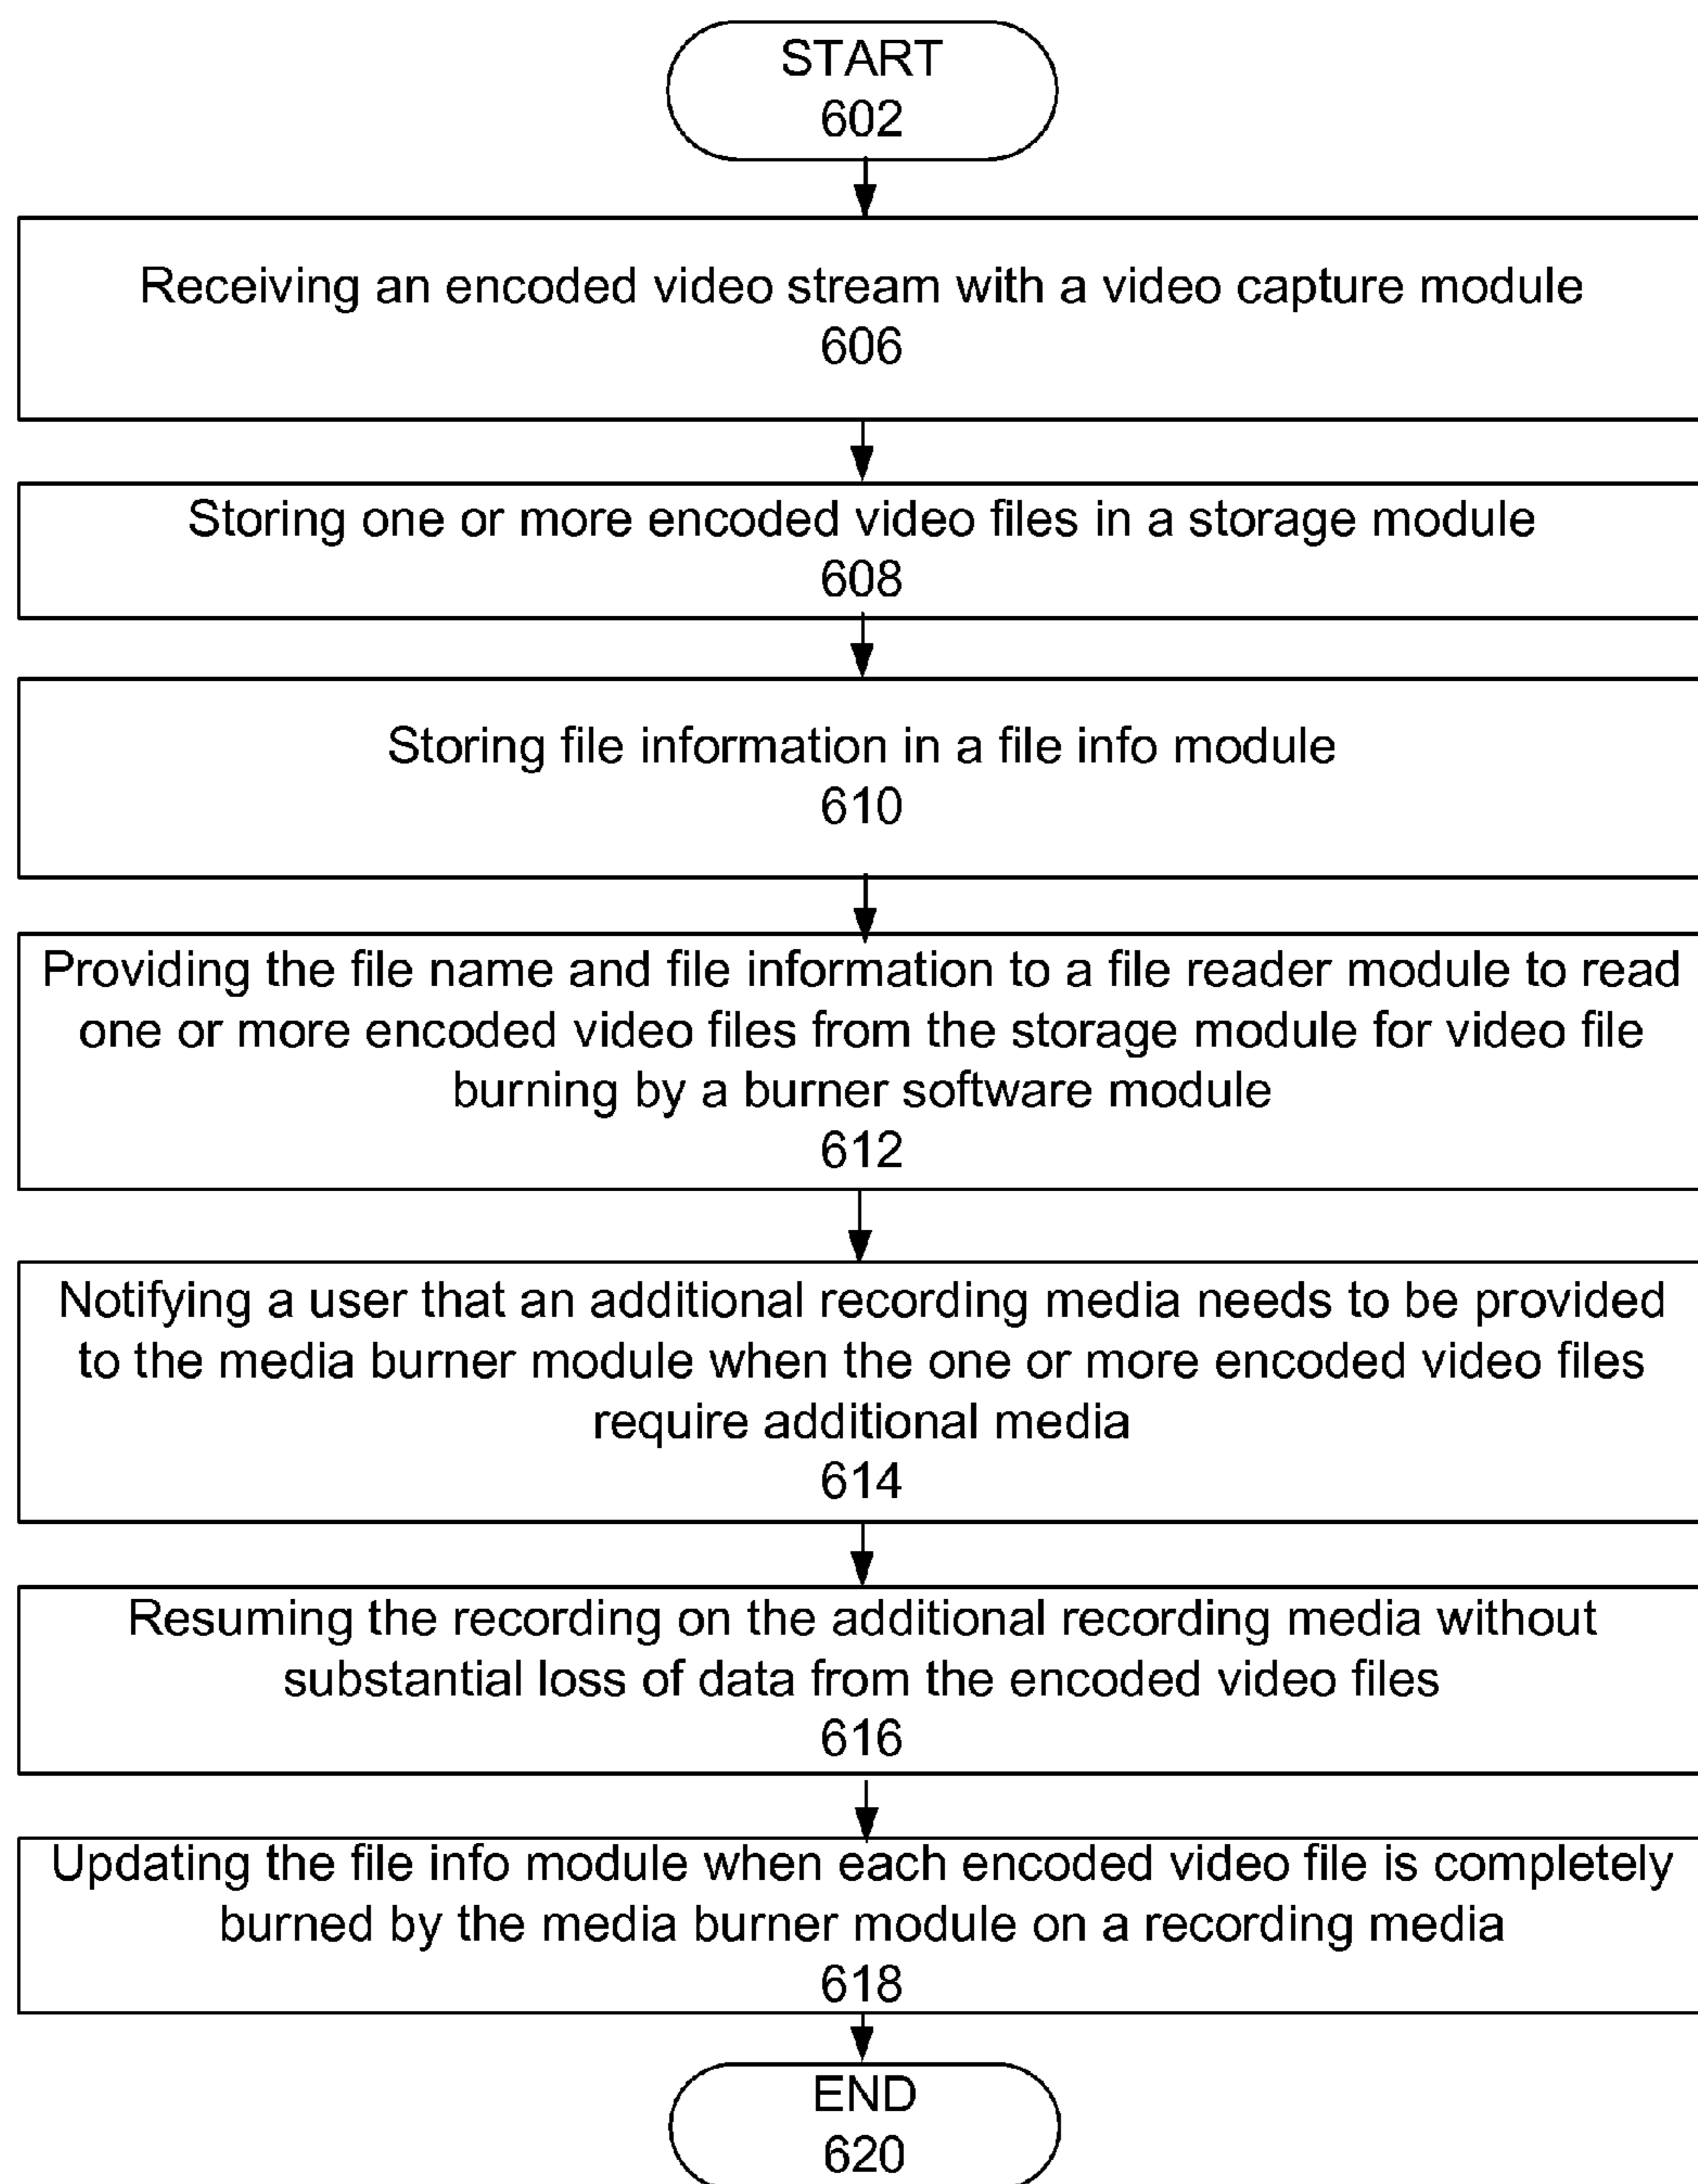 START
602
Receiving an encoded video stream with a video capture module
606
Storing one or more encoded video files in a storage module
608
Storing file information in a file info module
610
Providing the file name and file information to a file reader module to read
one or more encoded video files from the storage module for video file
burning by a burner software module
612
Notifying a user that an additional recording media needs to be provided
to the media burner module when the one or more encoded video files
require additional media
614
Resuming the recording on the additional recording media without
substantial loss of data from the encoded video files
616
Updating the file info module when each encoded video file is completely
burned by the media burner module on a recording media
618
END
620